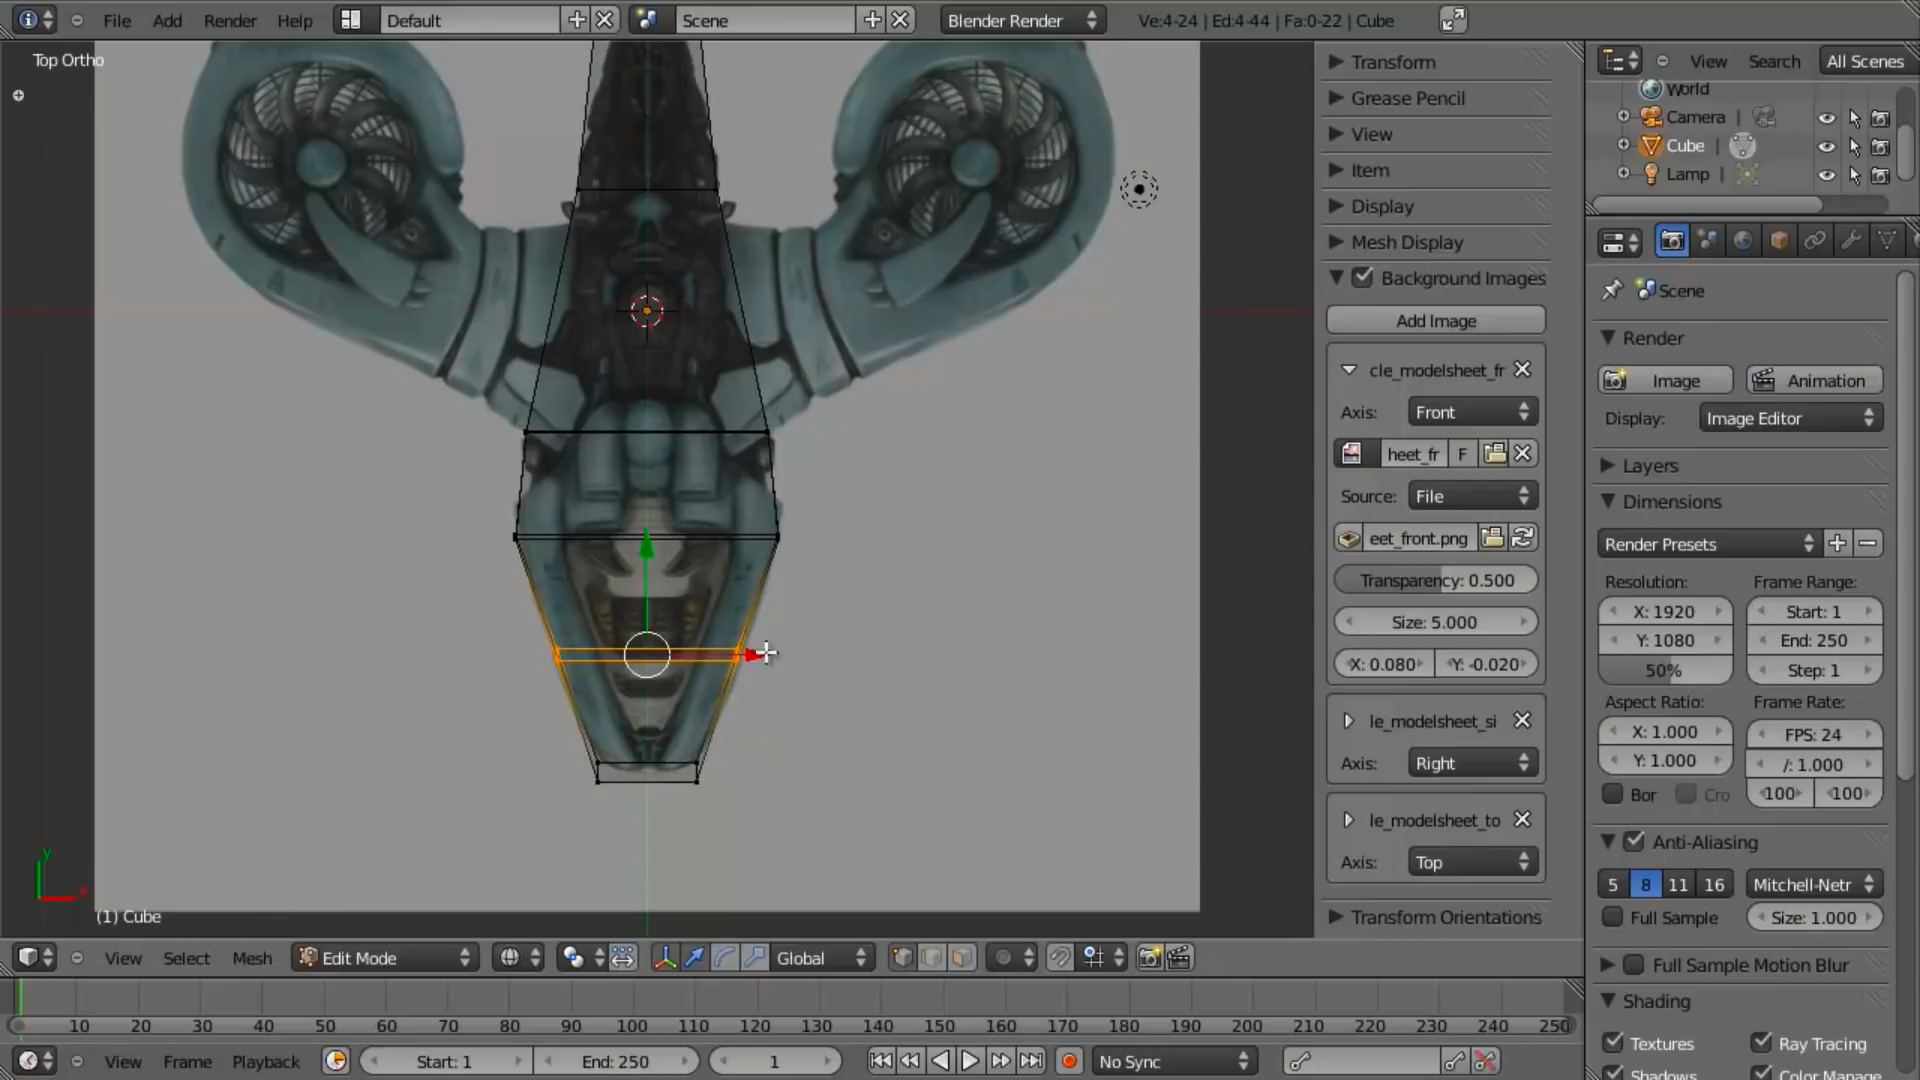 File Add Render Help Default Scene Blender Render Ve:4-24 | Ed:4-44 | Fa:0-22 | Cube
Top Ortho
(1) Cube
Transform
Grease Pencil
View
Item
Display
Mesh Display
Background Images
Add Image
cle_modelsheet_fr
Axis: Front
heet_fr F
Source: File
eet_front.png
Transparency: 0.500
Size: 5.000
X: 0.080 Y: -0.020
le_modelsheet_si
Axis: Right
le_modelsheet_to
Axis: Top
Transform Orientations
View Search All Scenes
World
Camera
Cube
Lamp
Scene
Render
Image Animation
Display: Image Editor
Layers
Dimensions
Render Presets
Resolution: Frame Range:
X: 1920 Start: 1
Y: 1080 End: 250
50% Step: 1
Aspect Ratio: Frame Rate:
X: 1.000 FPS: 24
Y: 1.000 /: 1.000
Bor Cro 100 100
Anti-Aliasing
5 8 11 16 Mitchell-Netr
Full Sample Size: 1.000
Full Sample Motion Blur
Shading
Textures Ray Tracing
Shadows Color Manage
View Select Mesh Edit Mode Global
10 20 30 40 50 60 70 80 90 100 110 120 130 140 150 160 170 180 190 200 210 220 230 240 250
View Frame Playback Start: 1 End: 250 1 No Sync